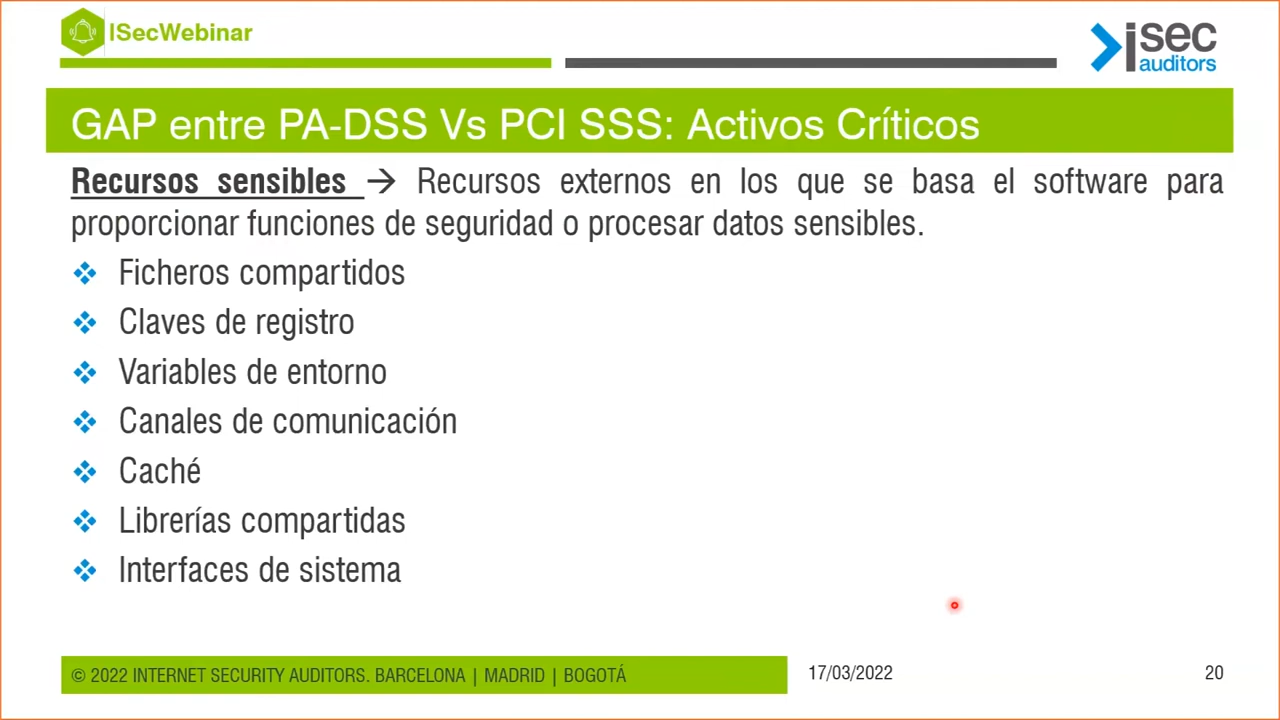 ISecWebinar
isec
auditors
GAP entre PA-DSS Vs PCI SSS: Activos Críticos
Recursos sensibles → Recursos externos en los que se basa el software para
proporcionar funciones de seguridad o procesar datos sensibles.
Ficheros compartidos
Claves de registro
Variables de entorno
Canales de comunicación
Caché
Librerías compartidas
Interfaces de sistema
© 2022 INTERNET SECURITY AUDITORS. BARCELONA | MADRID | BOGOTÁ
17/03/2022
20